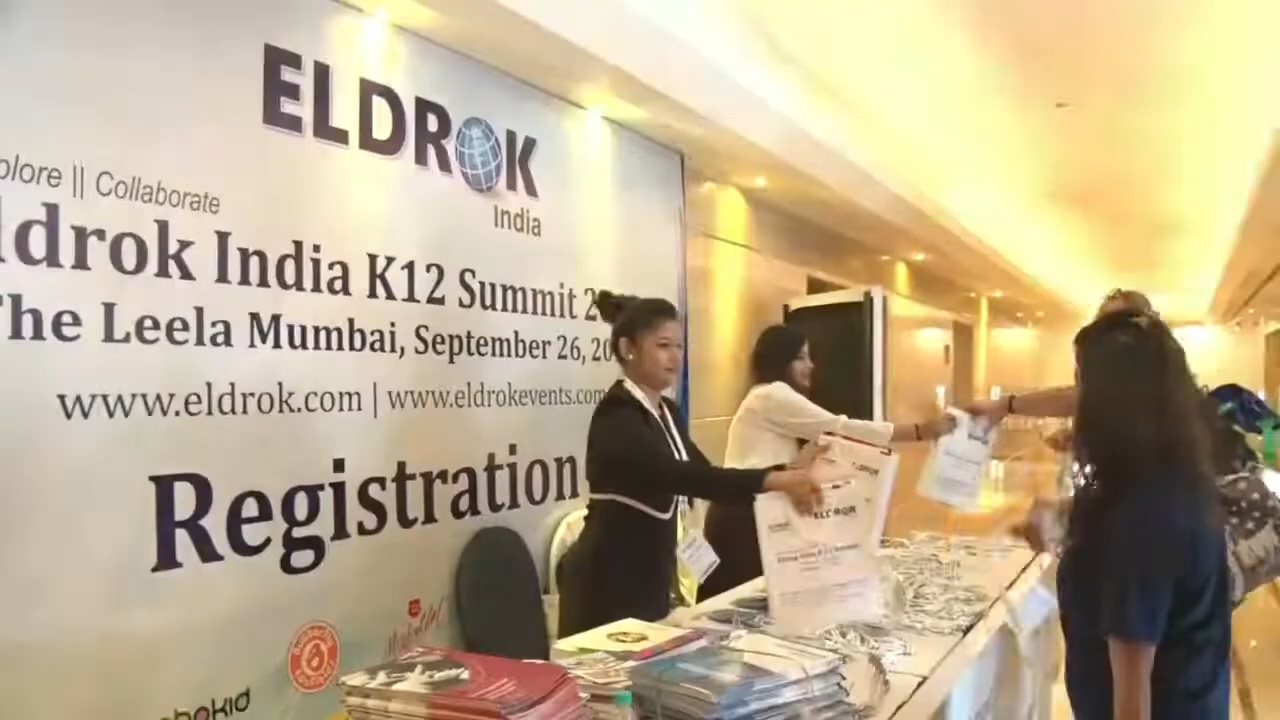 ELDROK
India
plore || Collaborate
ldrok India K12 Summit 2
The Leela Mumbai, September 26, 20
www.eldrok.com | www.eldrokevents.com
Registration
ELDROK